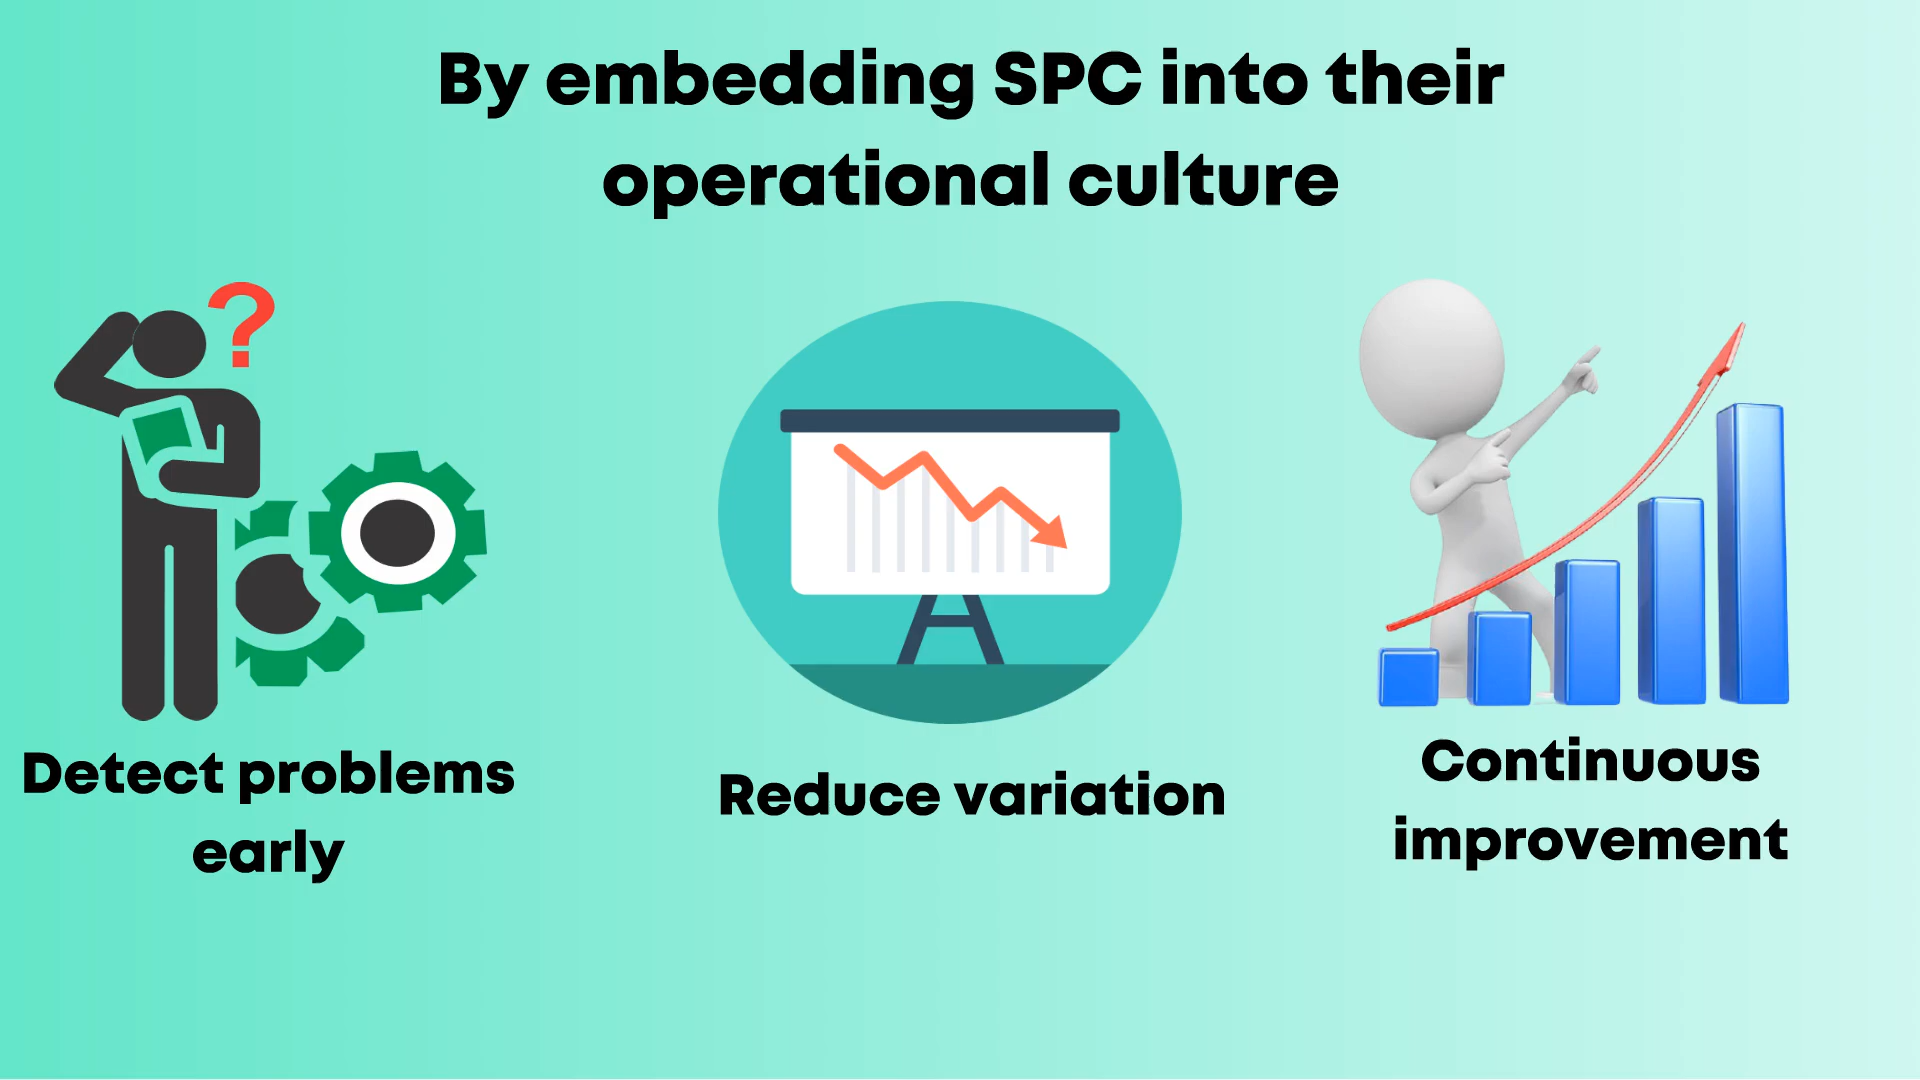 By embedding SPC into their
operational culture
?
Detect problems
early
Reduce variation
Continuous
improvement